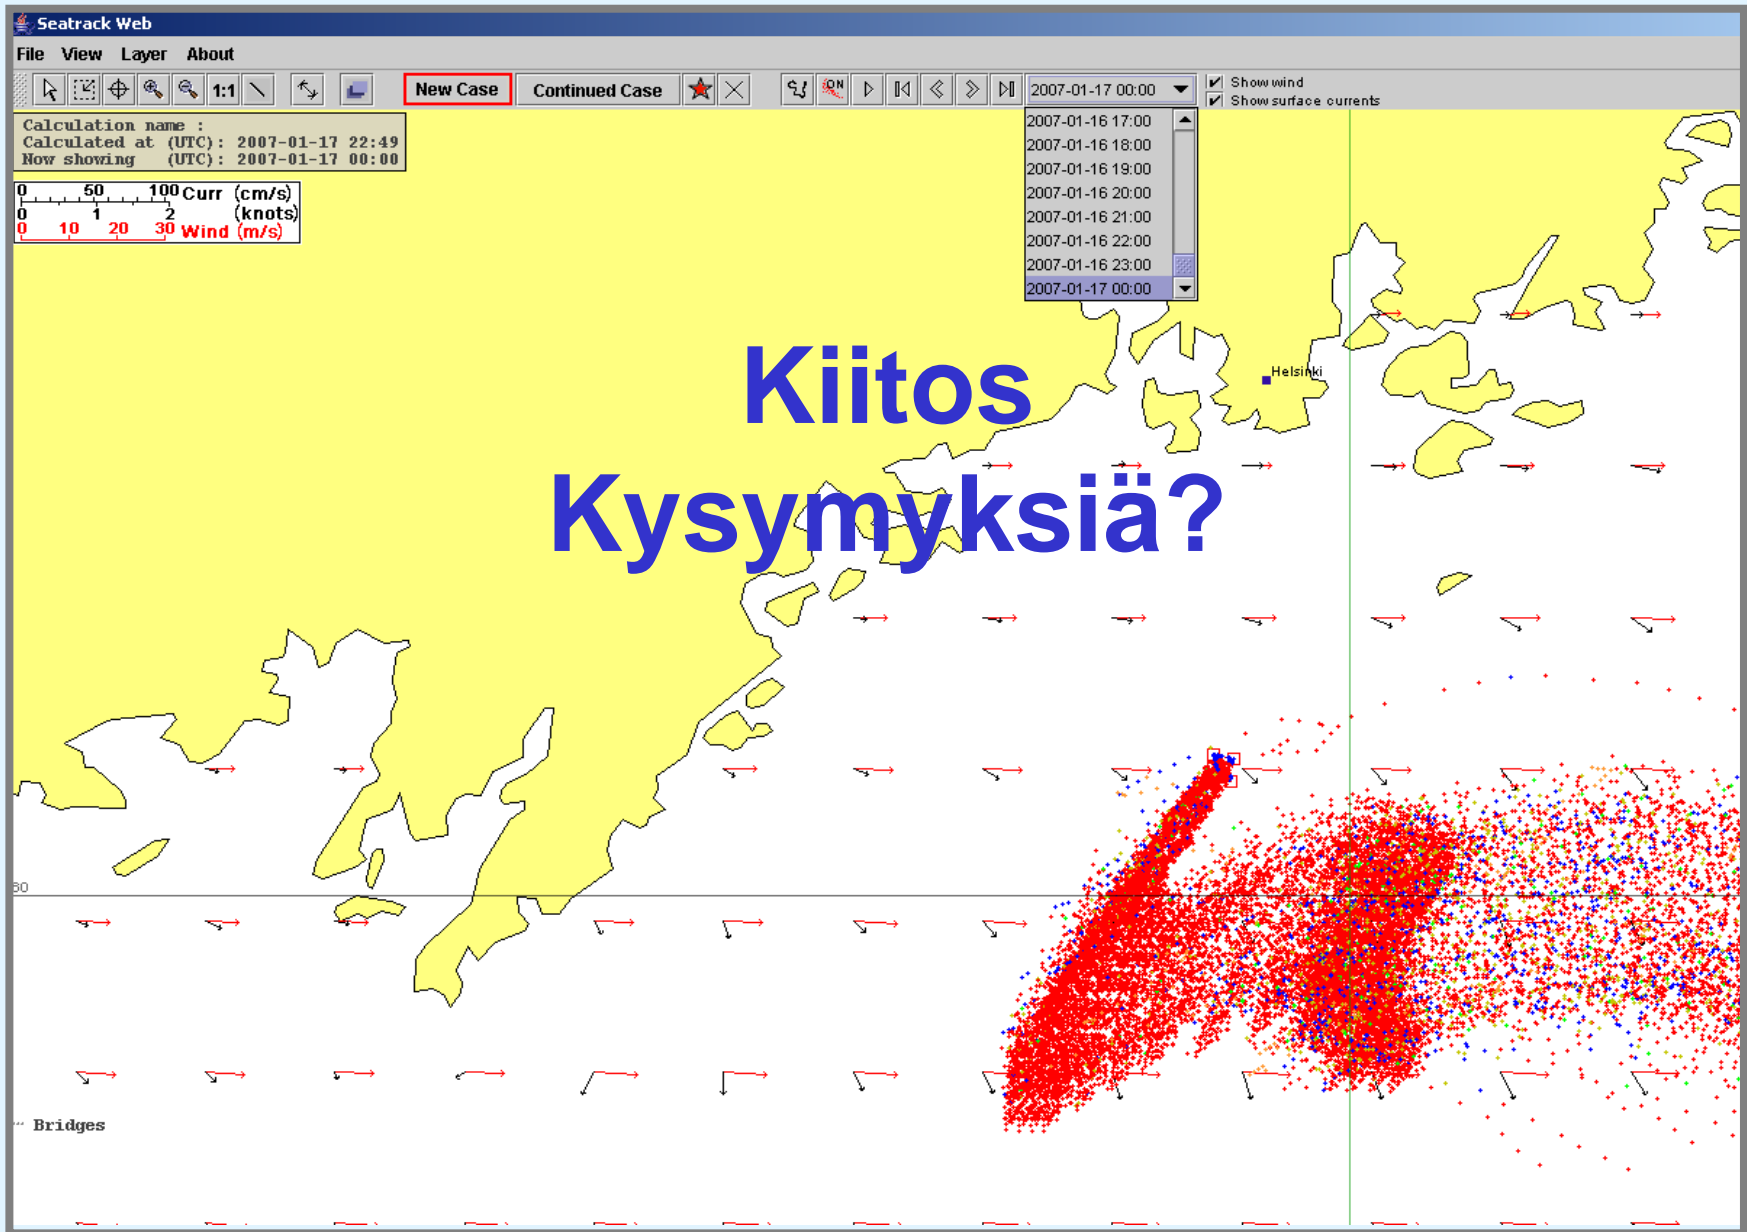 Seatrack Web
File View Layer About
1:1 New Case Continued Case ON 2007-01-17 00:00 Show wind
Show surface currents
Calculation name :
Calculated at (UTC): 2007-01-17 22:49
Now showing (UTC): 2007-01-17 00:00
0 50 100 Curr (cm/s)
0 1 2 (knots)
0 10 20 30 Wind (m/s)
2007-01-16 17:00
2007-01-16 18:00
2007-01-16 19:00
2007-01-16 20:00
2007-01-16 21:00
2007-01-16 22:00
2007-01-16 23:00
2007-01-17 00:00
Helsinki
Kiitos
Kysymyksiä?
60
Bridges